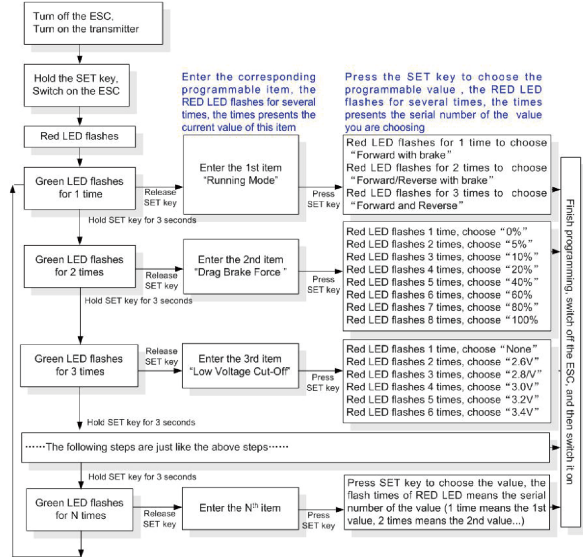 Turn off the ESC,
Turn on the transmitter
Hold the SET key,
Switch on the ESC
Enter the corresponding
programmable item, the
RED LED flashes for several
times, the times presents the
current value of this item
Press the SET key to choose the
programmable value , the RED LED
flashes for several times, the times
presents the serial number of the value
you are choosing
Red LED flashes
Green LED flashes
for 1 time
Release
SET key
Enter the 1st item
“Running Mode”
Press
SET key
Red LED flashes for 1 time to choose
“Forward with brake”
Red LED flashes for 2 times to choose
“Forward/Reverse with brake”
Red LED flashes for 3 times to choose
“Forward and Reverse”
Hold SET key for 3 seconds
Green LED flashes
for 2 times
Release
SET key
Enter the 2nd item
“Drag Brake Force ”
Press
SET key
Red LED flashes 1 time, choose “0%”
Red LED flashes 2 times, choose “5%”
Red LED flashes 3 times, choose “10%”
Red LED flashes 4 times, choose “20%”
Red LED flashes 5 times, choose “40%”
Red LED flashes 6 times, choose “60%
Red LED flashes 7 times, choose “80%”
Red LED flashes 8 times, choose “100%
Hold SET key for 3 seconds
Green LED flashes
for 3 times
Release
SET key
Enter the 3rd item
“Low Voltage Cut-Off”
Press
SET key
Red LED flashes 1 time, choose “None”
Red LED flashes 2 times, choose “2.6V”
Red LED flashes 3 times, choose “2.8/V”
Red LED flashes 4 times, choose “3.0V”
Red LED flashes 5 times, choose “3.2V”
Red LED flashes 6 times, choose “3.4V”
Hold SET key for 3 seconds
……The following steps are just like the above steps……
Hold SET key for 3 seconds
Green LED flashes
for N times
Release
SET key
Enter the Nth item
Press
SET key
Press SET key to choose the value, the
flash times of RED LED means the serial
number of the value (1 time means the 1st
value, 2 times means the 2nd value...)
Finish programming, switch off the ESC, and then switch it on